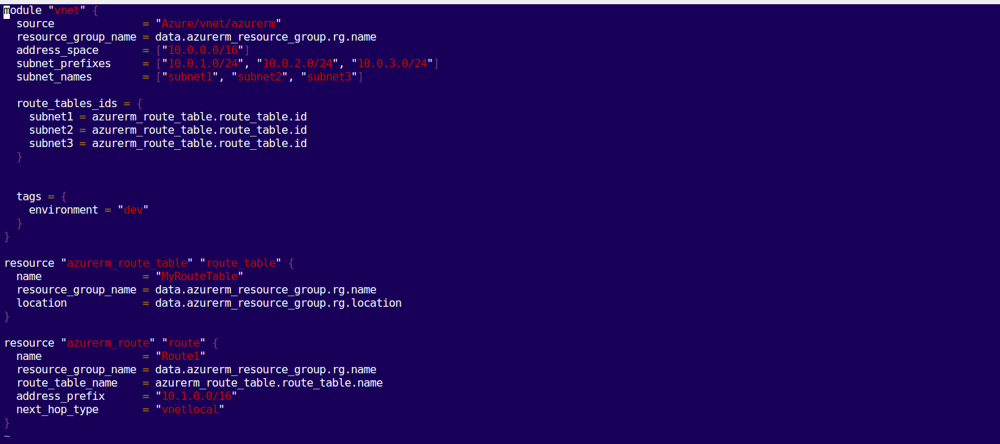 module "vnet" {
  source              = "Azure/vnet/azurerm"
  resource_group_name = data.azurerm_resource_group.rg.name
  address_space       = ["10.0.0.0/16"]
  subnet_prefixes     = ["10.0.1.0/24", "10.0.2.0/24", "10.0.3.0/24"]
  subnet_names        = ["subnet1", "subnet2", "subnet3"]

  route_tables_ids = {
    subnet1 = azurerm_route_table.route_table.id
    subnet2 = azurerm_route_table.route_table.id
    subnet3 = azurerm_route_table.route_table.id
  }


  tags = {
    environment = "dev"
  }
}

resource "azurerm_route_table" "route_table" {
  name                = "MyRouteTable"
  resource_group_name = data.azurerm_resource_group.rg.name
  location            = data.azurerm_resource_group.rg.location
}

resource "azurerm_route" "route" {
  name                = "Route1"
  resource_group_name = data.azurerm_resource_group.rg.name
  route_table_name    = azurerm_route_table.route_table.name
  address_prefix      = "10.1.0.0/16"
  next_hop_type       = "vnetlocal"
}
~